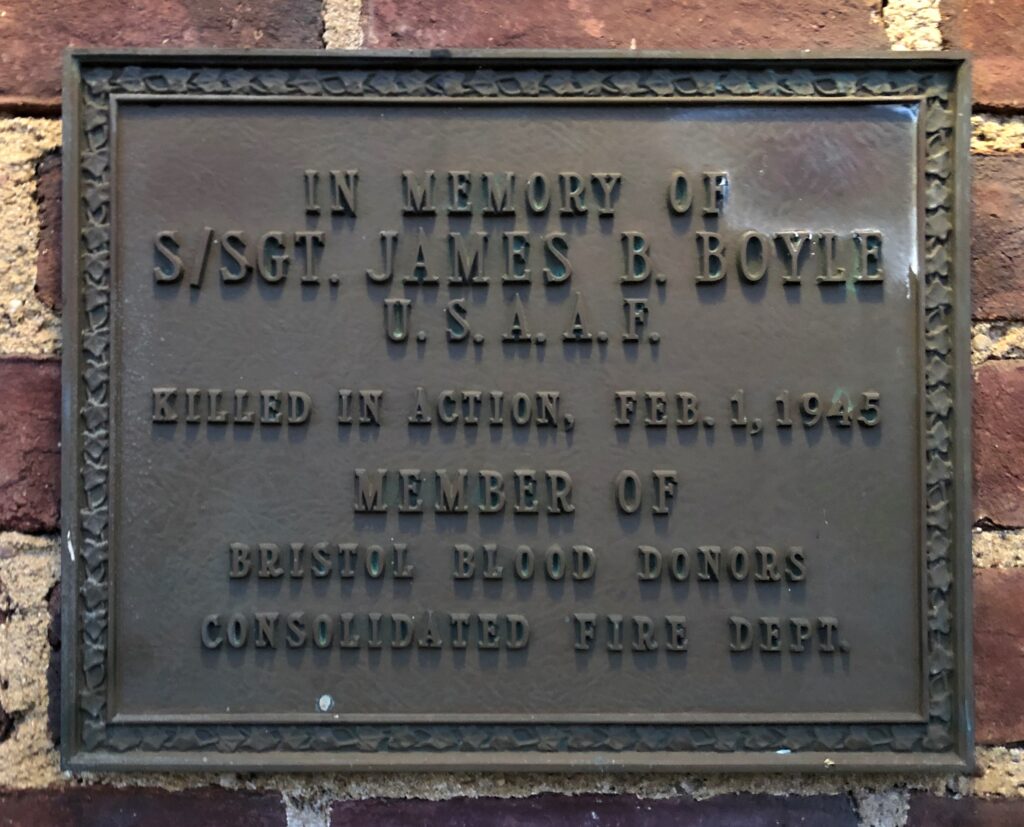 IN MEMORY OF
S/SGT. JAMES B. BOYLE
U.S.A.A.F.
KILLED IN ACTION, FEB. 1, 1945
MEMBER OF
BRISTOL BLOOD DONORS
CONSOLIDATED FIRE DEPT.